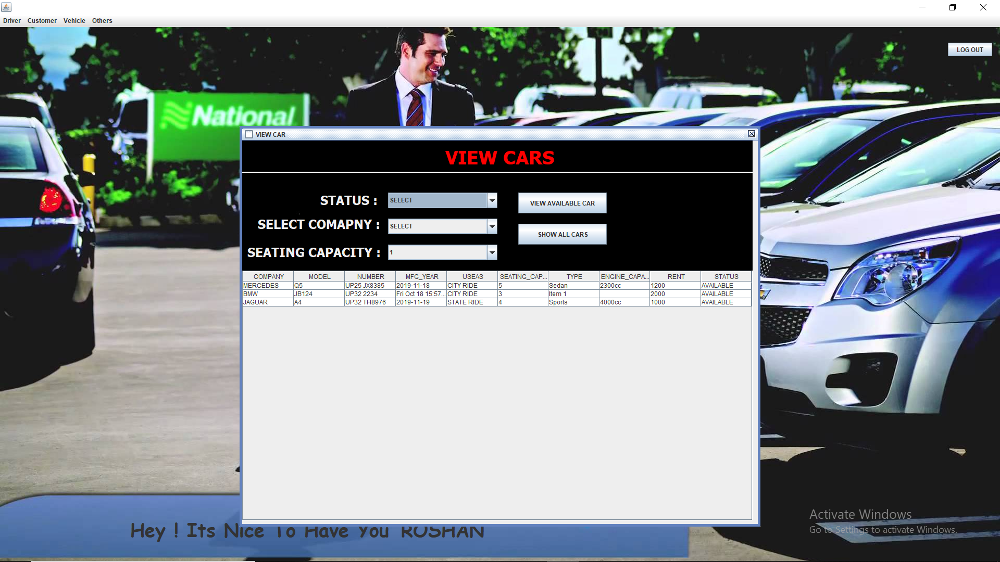 Driver Customer Vehicle Others
LOG OUT
National
VIEW CAR
VIEW CARS
STATUS : SELECT VIEW AVAILABLE CAR
SELECT COMAPNY : SELECT SHOW ALL CARS
SEATING CAPACITY : 1
COMPANY MODEL NUMBER MFG_YEAR USEAS SEATING_CAP... TYPE ENGINE_CAPA... RENT STATUS
MERCEDES Q5 UP25 JX8385 2019-11-18 CITY RIDE 5 Sedan 2300cc 1200 AVAILABLE
BMW JB124 UP32 2234 Fri Oct 18 15:57... CITY RIDE 3 Item 1 2000 AVAILABLE
JAGUAR A4 UP32 TH8976 2019-11-19 STATE RIDE 4 Sports 4000cc 1000 AVAILABLE
Activate Windows
Go to Settings to activate Windows.
Hey ! Its Nice To Have You ROSHAN